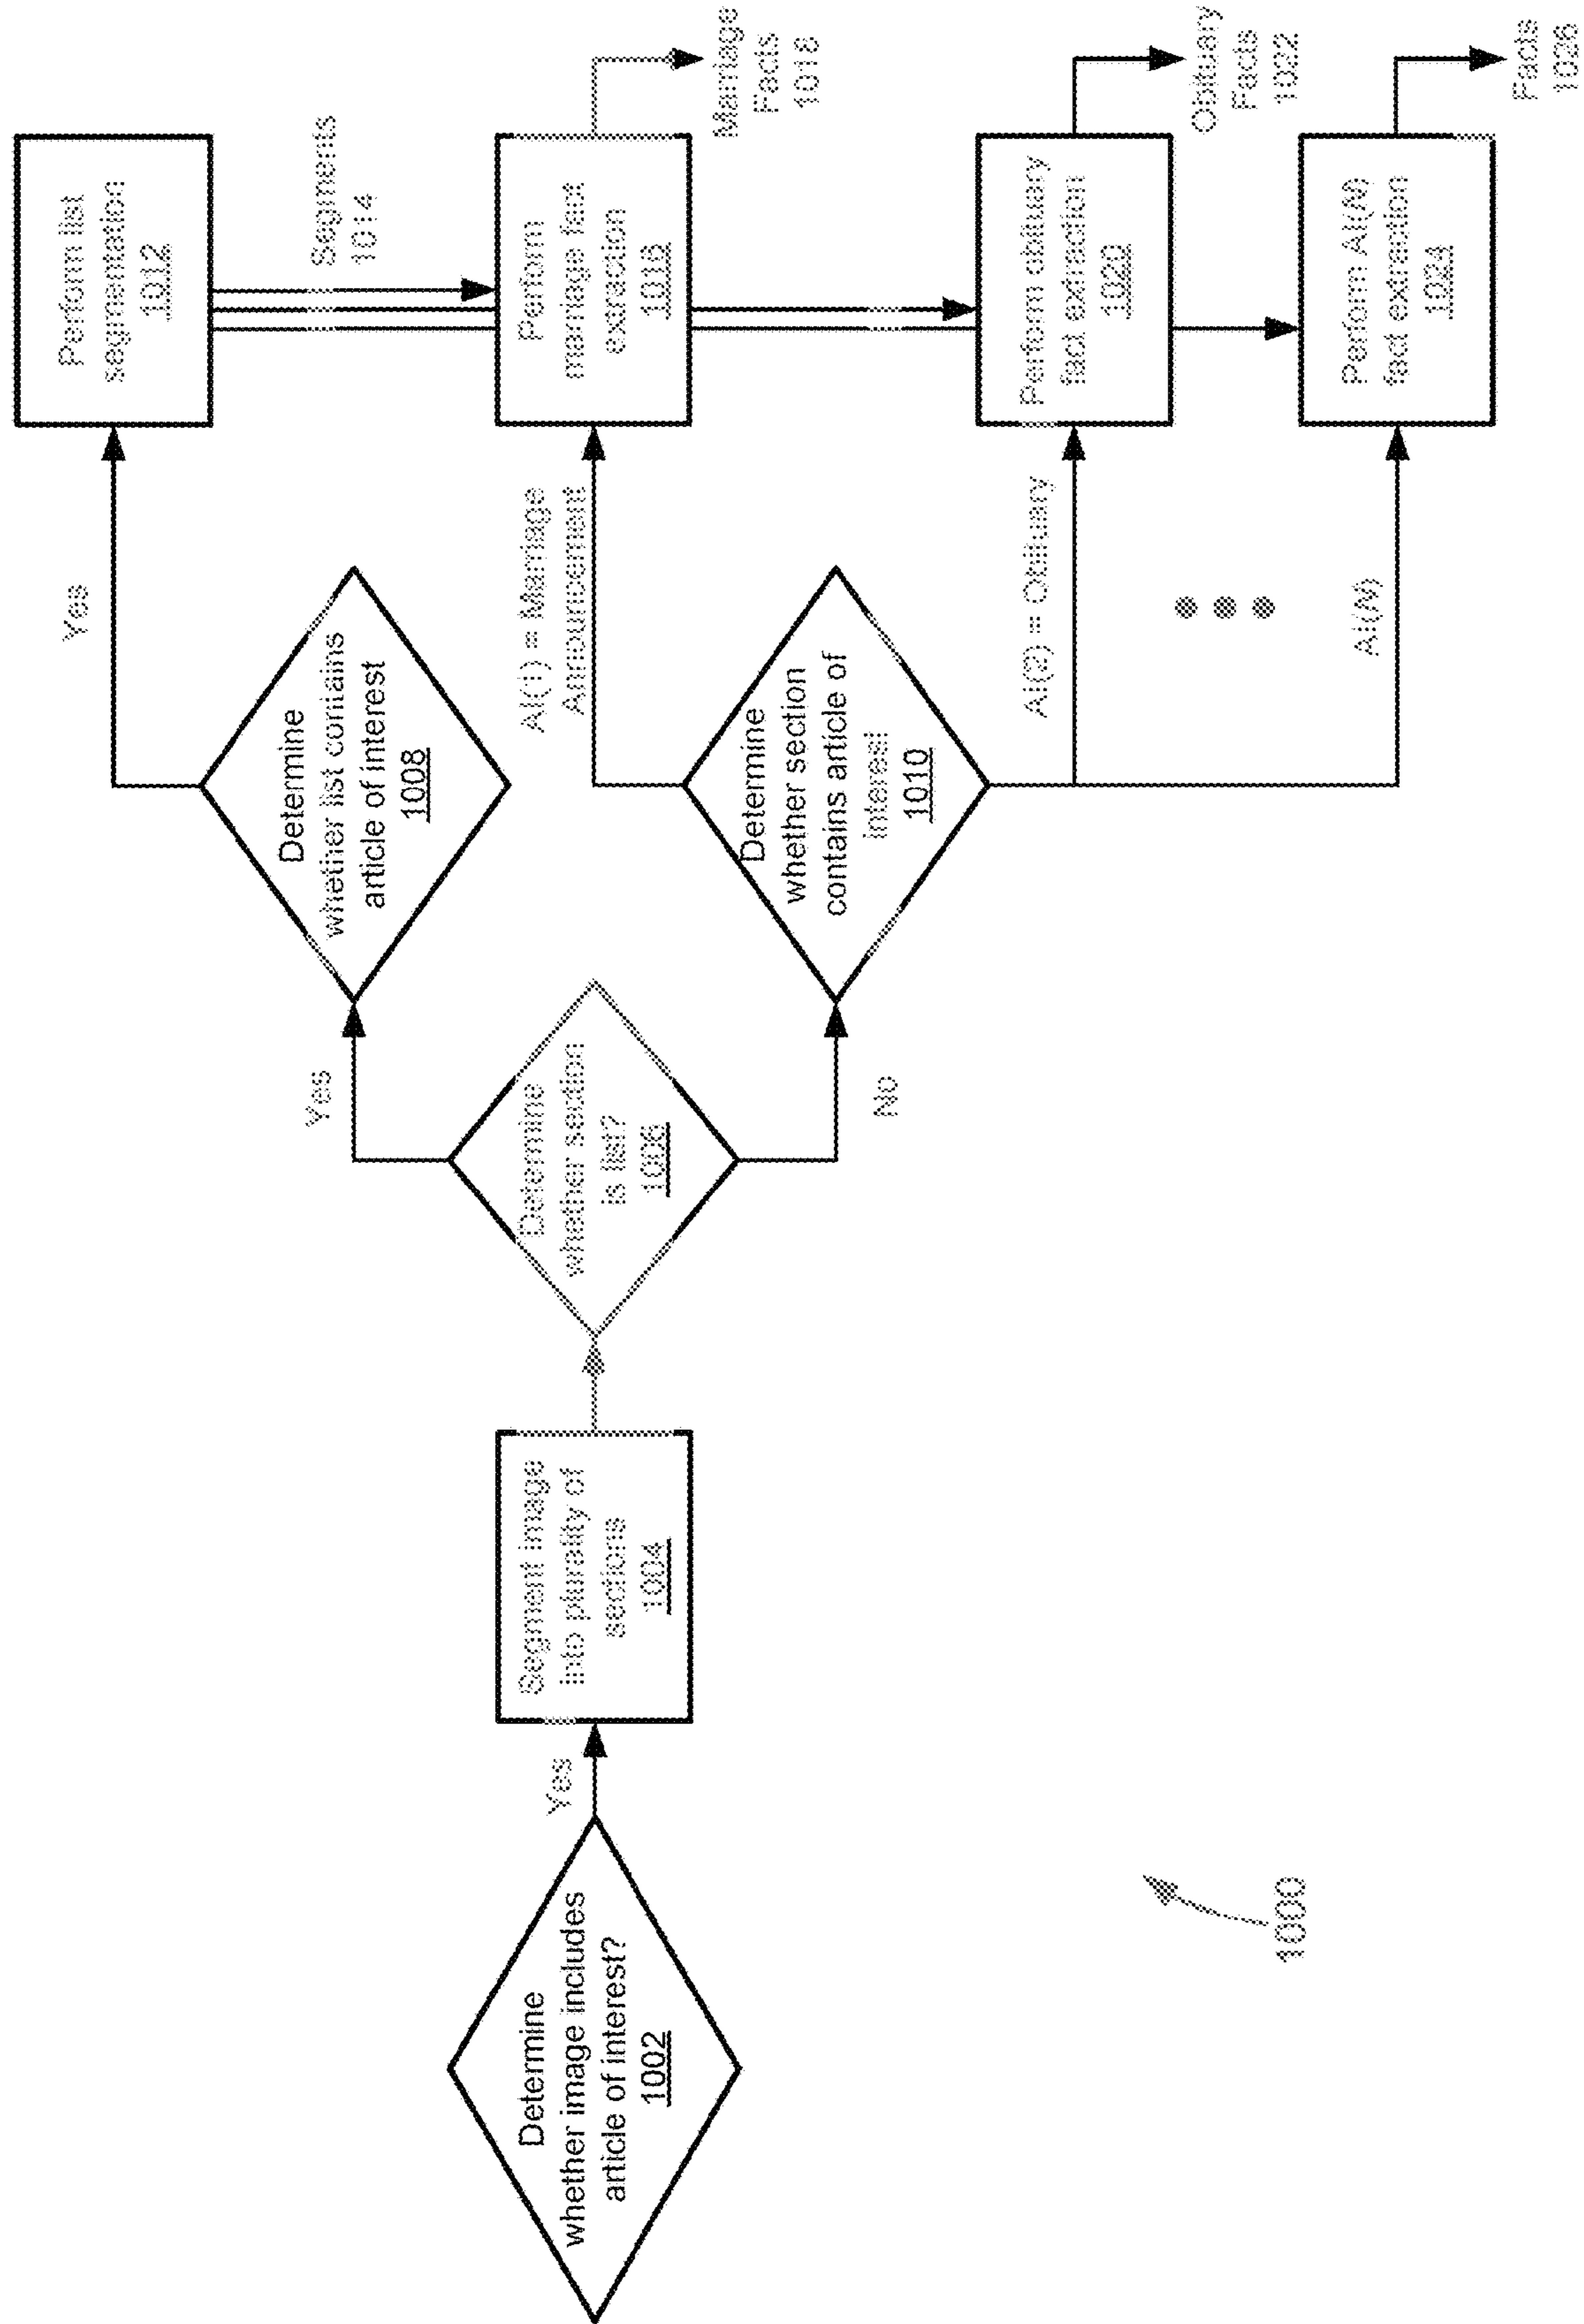 Determine
whether image includes
article of interest?
1002
Yes
Segment image
into plurality of
sections
1004
Determine
whether section
is list?
1006
Yes
No
Determine
whether list contains
article of interest
1008
Yes
Determine
whether section
contains article of
interest
1010
AI(1) = Marriage
Announcement
AI(2) = Obituary
AI(N)
Perform list
segmentation
1012
Segments
1014
Perform
marriage fact
extraction
1016
Marriage
Facts
1018
Perform obituary
fact extraction
1020
Obituary
Facts
1022
Perform AI(N)
fact extraction
1024
Facts
1026
1000